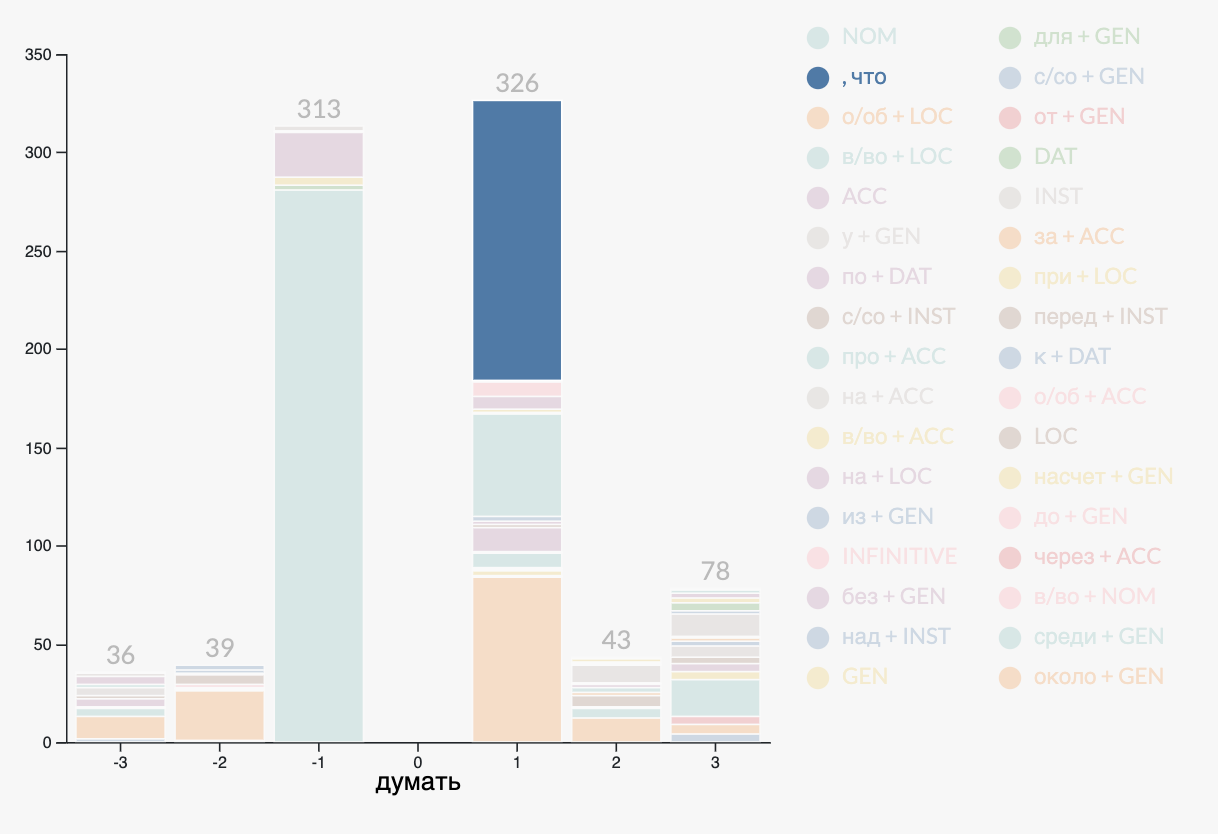 350
300
250
200
150
100
50
0
36
39
313
326
43
78
-3
-2
-1
0
1
2
3
думать
NOM
, что
о/об + LOC
в/во + LOC
ACC
у + GEN
по + DAT
с/со + INST
про + ACC
на + ACC
в/во + ACC
на + LOC
из + GEN
INFINITIVE
без + GEN
над + INST
GEN
для + GEN
с/со + GEN
от + GEN
DAT
INST
за + ACC
при + LOC
перед + INST
к + DAT
о/об + ACC
LOC
насчет + GEN
до + GEN
через + ACC
в/во + NOM
среди + GEN
около + GEN